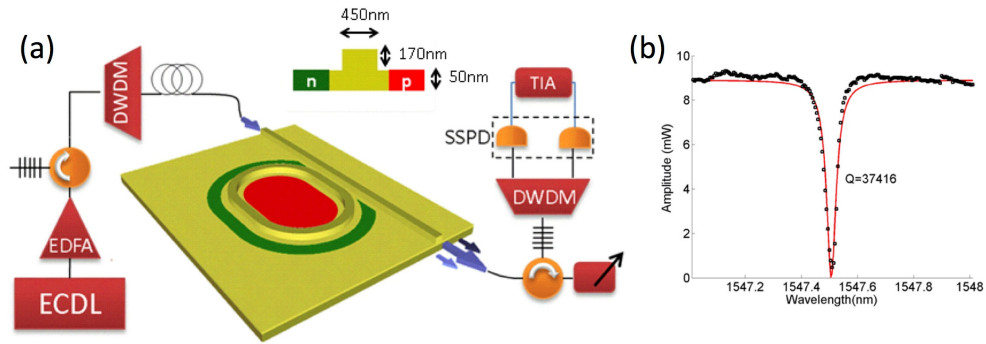 (a)
450nm
170nm
50nm
n
p
DWDM
EDFA
ECDL
TIA
SSPD
DWDM
(b)
10
8
6
4
2
0
Amplitude (mW)
Q=37416
1547.2
1547.4
1547.6
1547.8
1548
Wavelength(nm)